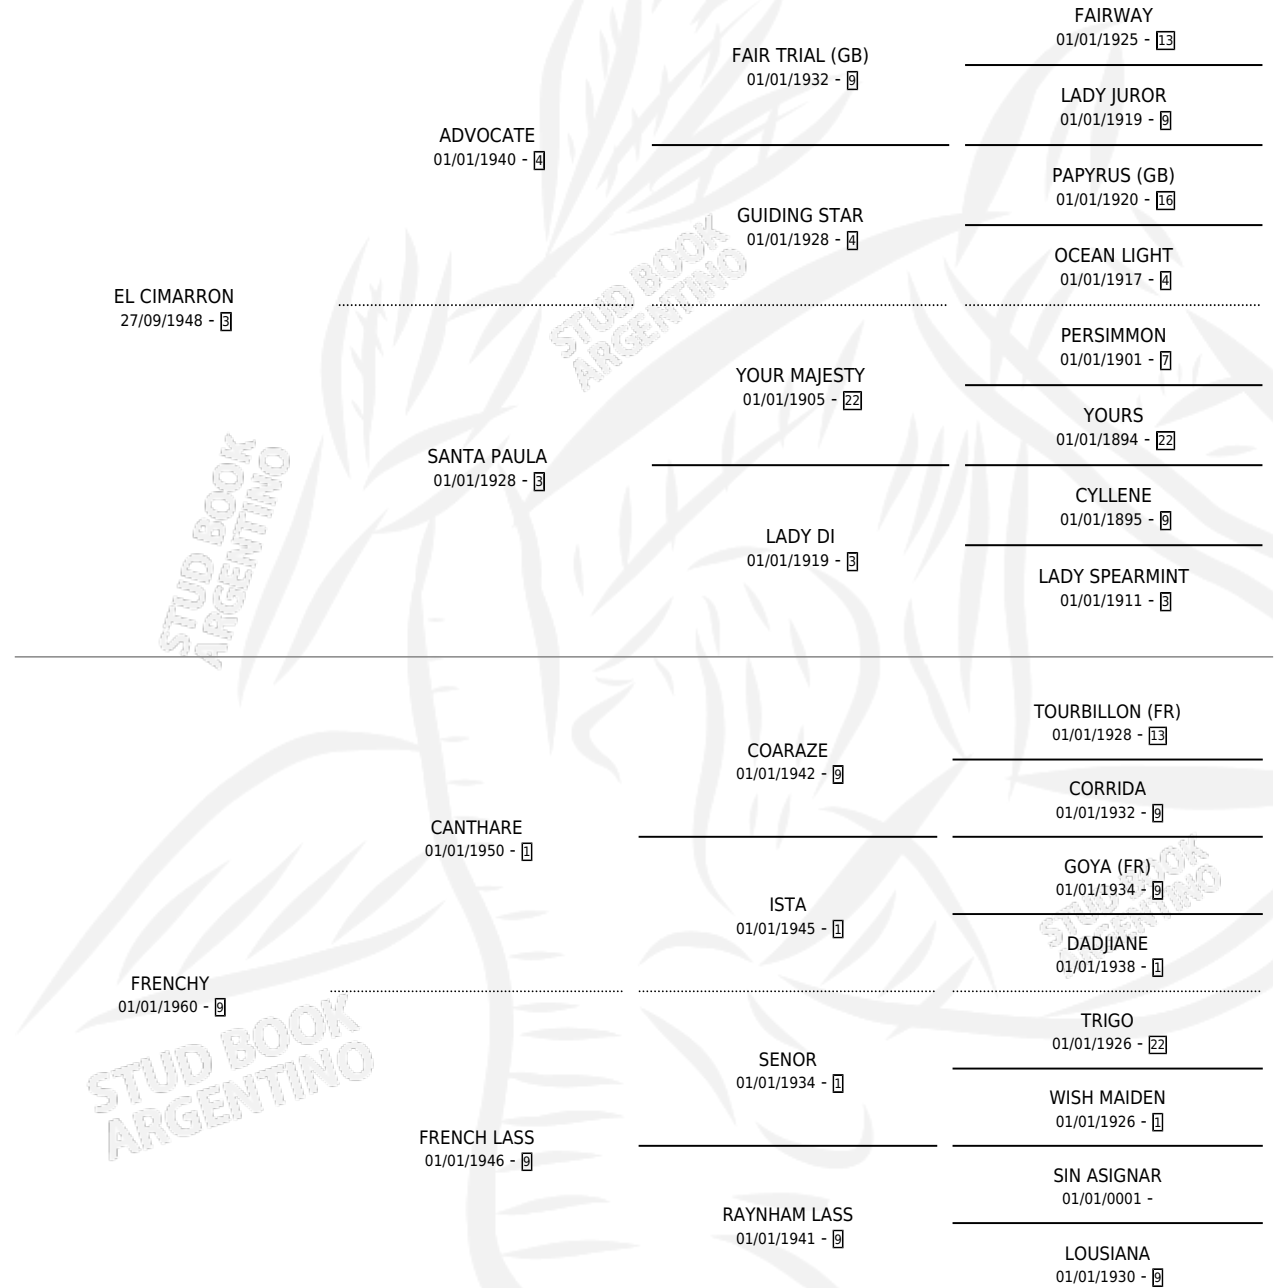 FAIRWAY
01/01/1925 - 13
FAIR TRIAL (GB)
01/01/1932 - 9
LADY JUROR
01/01/1919 - 9
ADVOCATE
01/01/1940 - 4
PAPYRUS (GB)
01/01/1920 - 16
GUIDING STAR
01/01/1928 - 4
OCEAN LIGHT
01/01/1917 - 4
EL CIMARRON
27/09/1948 - 3
PERSIMMON
01/01/1901 - 7
YOUR MAJESTY
01/01/1905 - 22
YOURS
01/01/1894 - 22
SANTA PAULA
01/01/1928 - 3
CYLLENE
01/01/1895 - 9
LADY DI
01/01/1919 - 3
LADY SPEARMINT
01/01/1911 - 3
TOURBILLON (FR)
01/01/1928 - 13
COARAZE
01/01/1942 - 9
CORRIDA
01/01/1932 - 9
CANTHARE
01/01/1950 - 1
GOYA (FR)
01/01/1934 - 9
ISTA
01/01/1945 - 1
DADJIANE
01/01/1938 - 1
FRENCHY
01/01/1960 - 9
TRIGO
01/01/1926 - 22
SENOR
01/01/1934 - 1
WISH MAIDEN
01/01/1926 - 1
FRENCH LASS
01/01/1946 - 9
SIN ASIGNAR
01/01/0001 -
RAYNHAM LASS
01/01/1941 - 9
LOUSIANA
01/01/1930 - 9
STUD BOOK
ARGENTINO
STUD BOOK
ARGENTINO
STUD BOOK
ARGENTINO
STUD BOOK
ARGENTINO